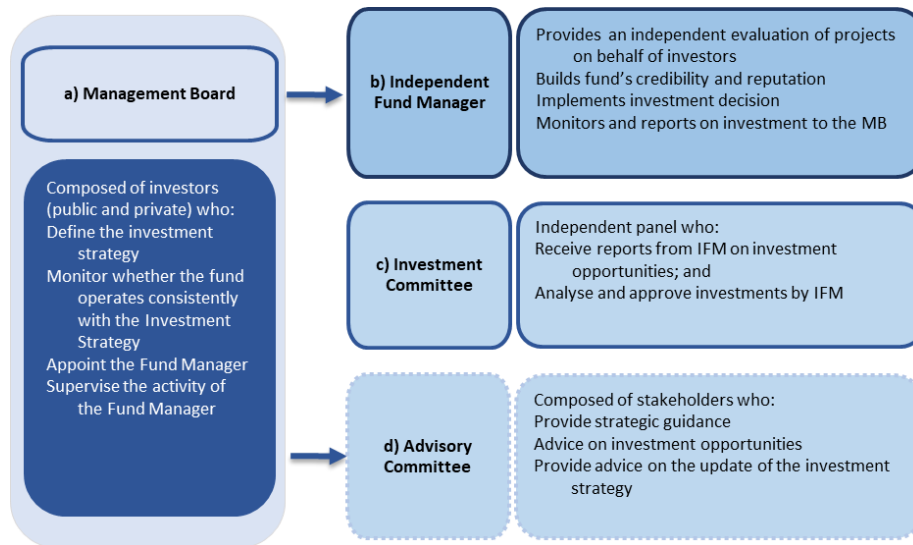 a) Management Board
Composed of investors
(public and private) who:
Define the investment
strategy
Monitor whether the fund
operates consistently
with the Investment
Strategy
Appoint the Fund Manager
Supervise the activity of
the Fund Manager
b) Independent
Fund Manager
Provides an independent evaluation of projects
on behalf of investors
Builds fund's credibility and reputation
Implements investment decision
Monitors and reports on investment to the MB
c) Investment
Committee
Independent panel who:
Receive reports from IFM on investment
opportunities; and
Analyse and approve investments by IFM
d) Advisory
Committee
Composed of stakeholders who:
Provide strategic guidance
Advice on investment opportunities
Provide advice on the update of the investment
strategy